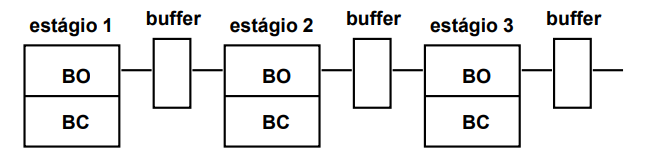 estágio 1 buffer estágio 2 buffer estágio 3 buffer
BO BO BO
BC BC BC